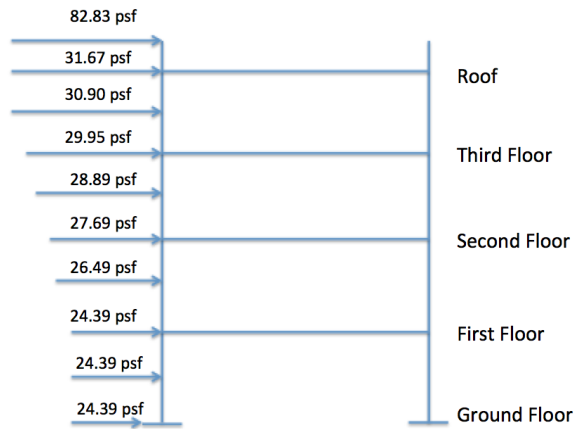 82.83 psf
31.67 psf
Roof
30.90 psf
29.95 psf
Third Floor
28.89 psf
27.69 psf
Second Floor
26.49 psf
24.39 psf
First Floor
24.39 psf
24.39 psf
Ground Floor